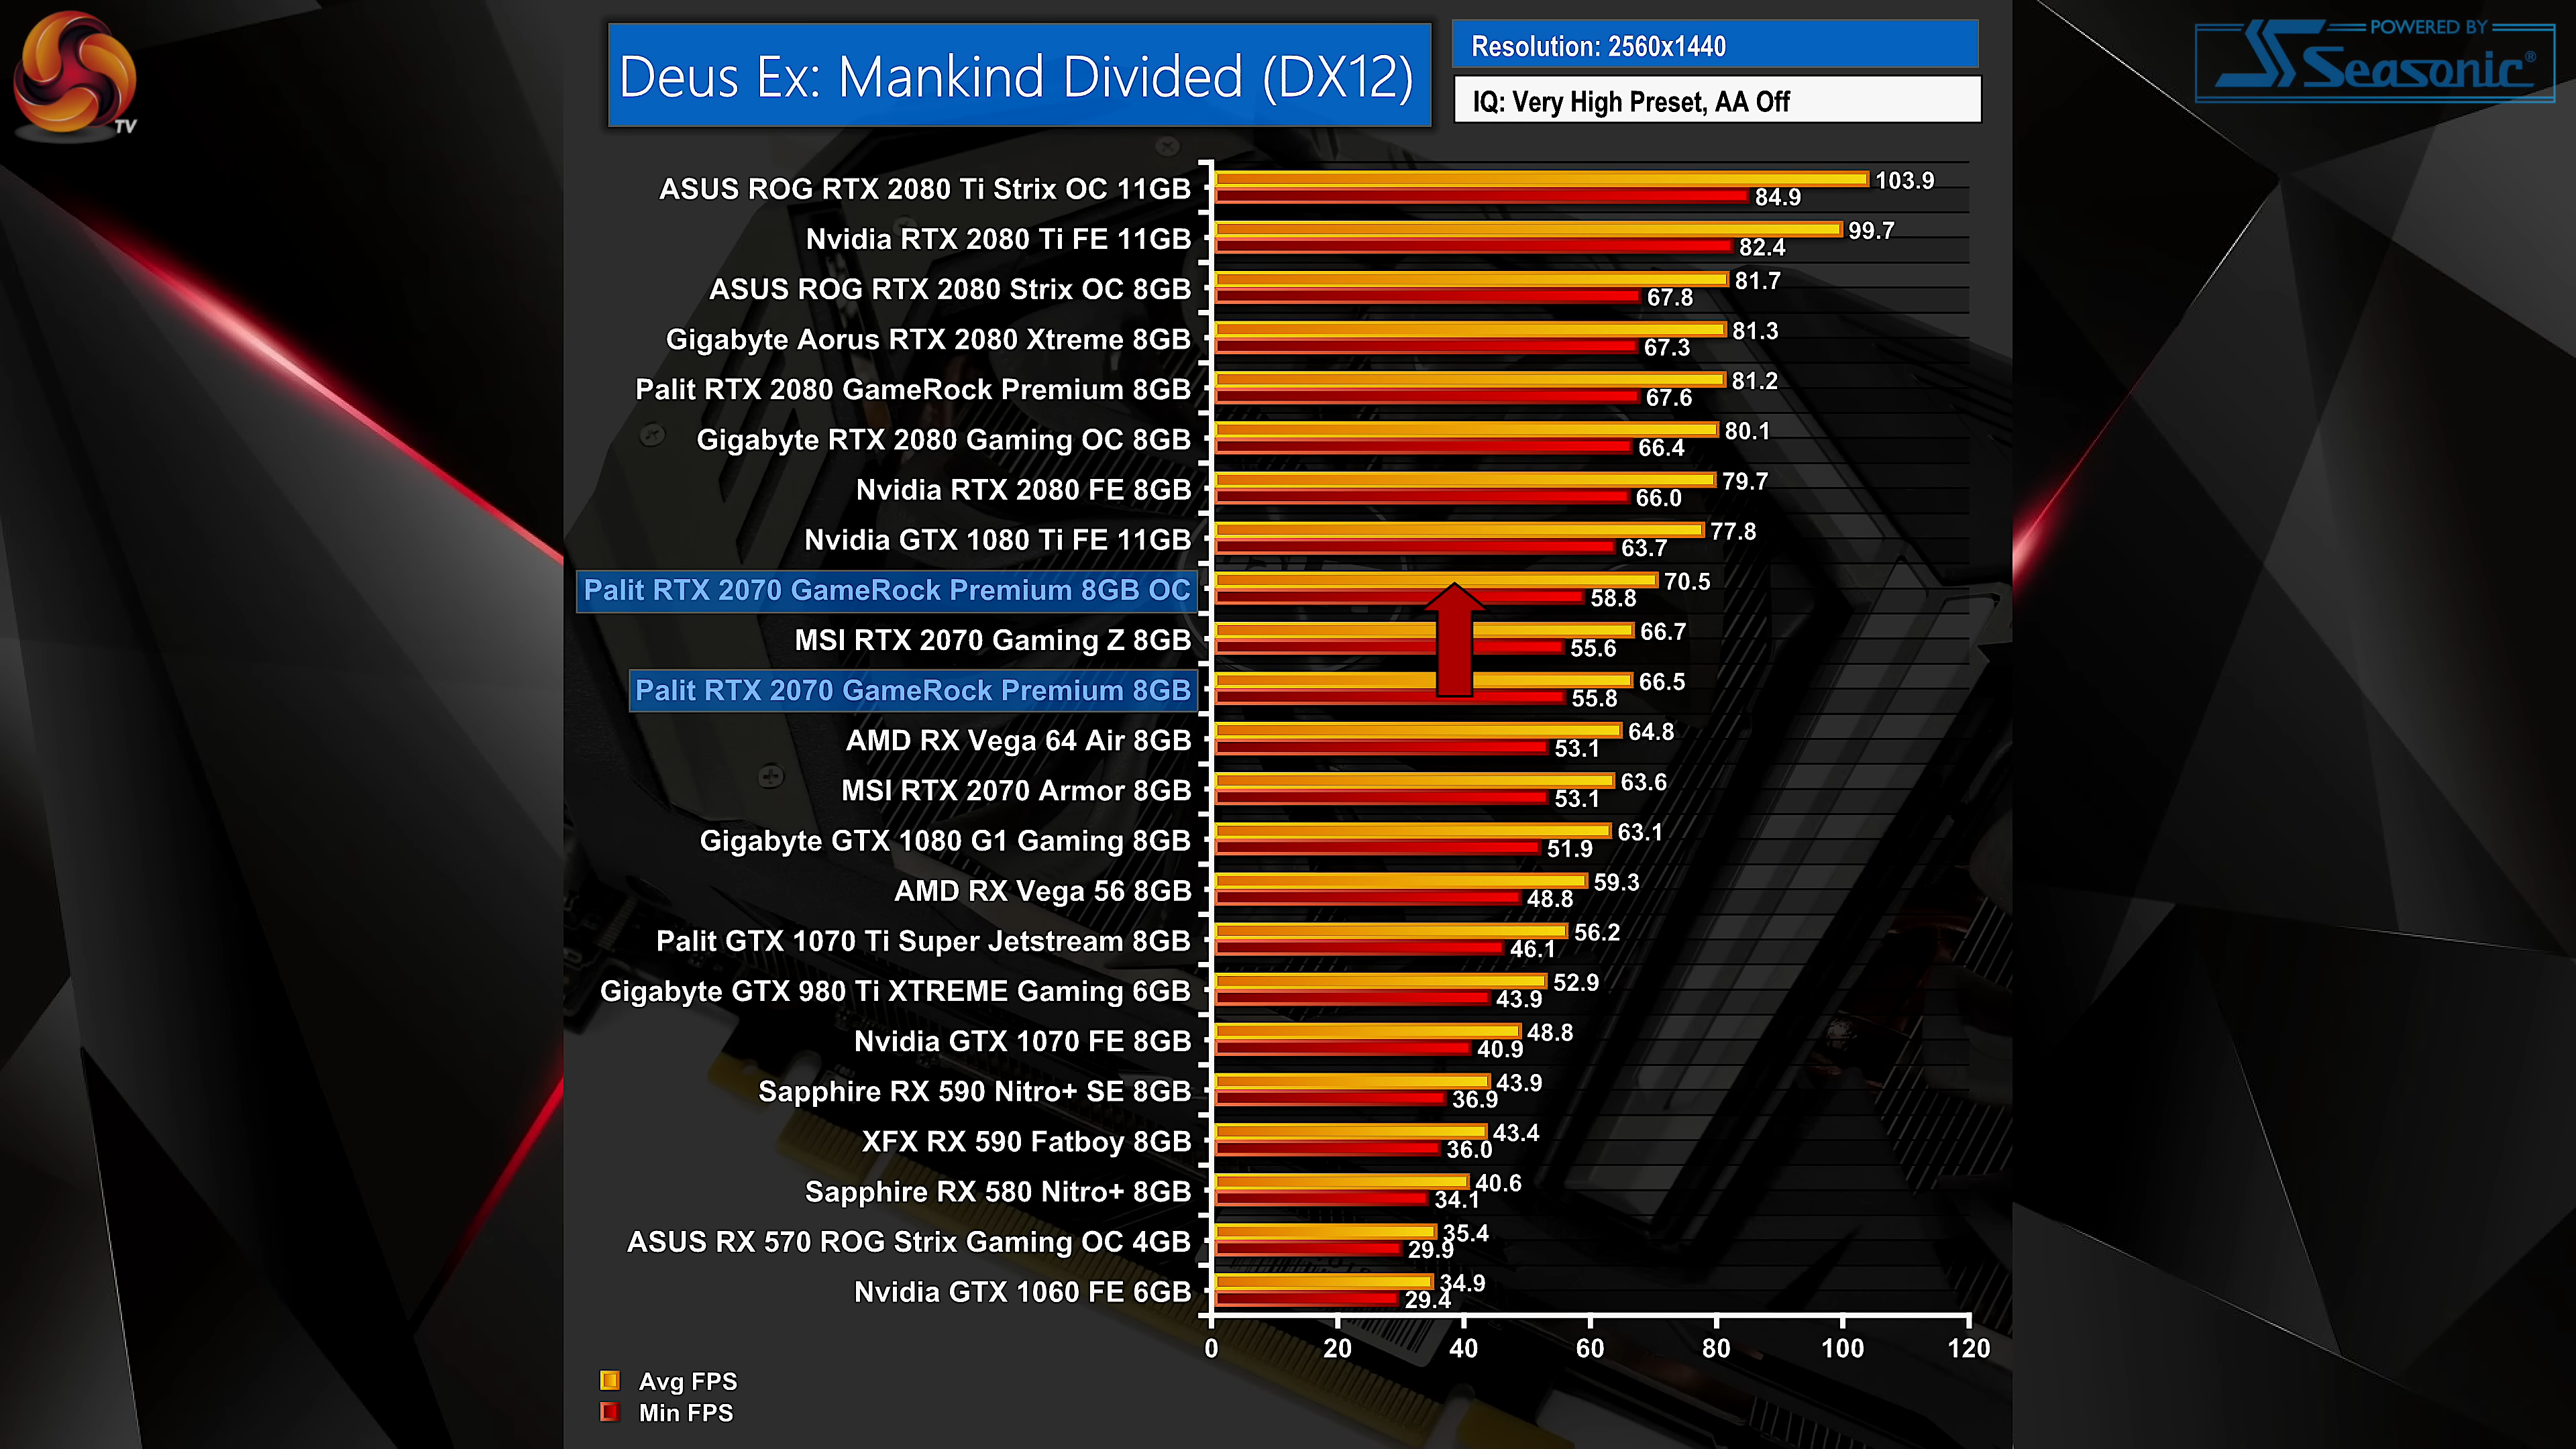 TV
Deus Ex: Mankind Divided (DX12)
Resolution: 2560x1440
IQ: Very High Preset, AA Off
POWERED BY
Seasonic®
ASUS ROG RTX 2080 Ti Strix OC 11GB 103.9
84.9
Nvidia RTX 2080 Ti FE 11GB 99.7
82.4
ASUS ROG RTX 2080 Strix OC 8GB 81.7
67.8
Gigabyte Aorus RTX 2080 Xtreme 8GB 81.3
67.3
Palit RTX 2080 GameRock Premium 8GB 81.2
67.6
Gigabyte RTX 2080 Gaming OC 8GB 80.1
66.4
Nvidia RTX 2080 FE 8GB 79.7
66.0
Nvidia GTX 1080 Ti FE 11GB 77.8
63.7
Palit RTX 2070 GameRock Premium 8GB OC 70.5
58.8
MSI RTX 2070 Gaming Z 8GB 66.7
55.6
Palit RTX 2070 GameRock Premium 8GB 66.5
55.8
AMD RX Vega 64 Air 8GB 64.8
53.1
MSI RTX 2070 Armor 8GB 63.6
53.1
Gigabyte GTX 1080 G1 Gaming 8GB 63.1
51.9
AMD RX Vega 56 8GB 59.3
48.8
Palit GTX 1070 Ti Super Jetstream 8GB 56.2
46.1
Gigabyte GTX 980 Ti XTREME Gaming 6GB 52.9
43.9
Nvidia GTX 1070 FE 8GB 48.8
40.9
Sapphire RX 590 Nitro+ SE 8GB 43.9
36.9
XFX RX 590 Fatboy 8GB 43.4
36.0
Sapphire RX 580 Nitro+ 8GB 40.6
34.1
ASUS RX 570 ROG Strix Gaming OC 4GB 35.4
29.9
Nvidia GTX 1060 FE 6GB 34.9
29.4
0 20 40 60 80 100 120
Avg FPS
Min FPS